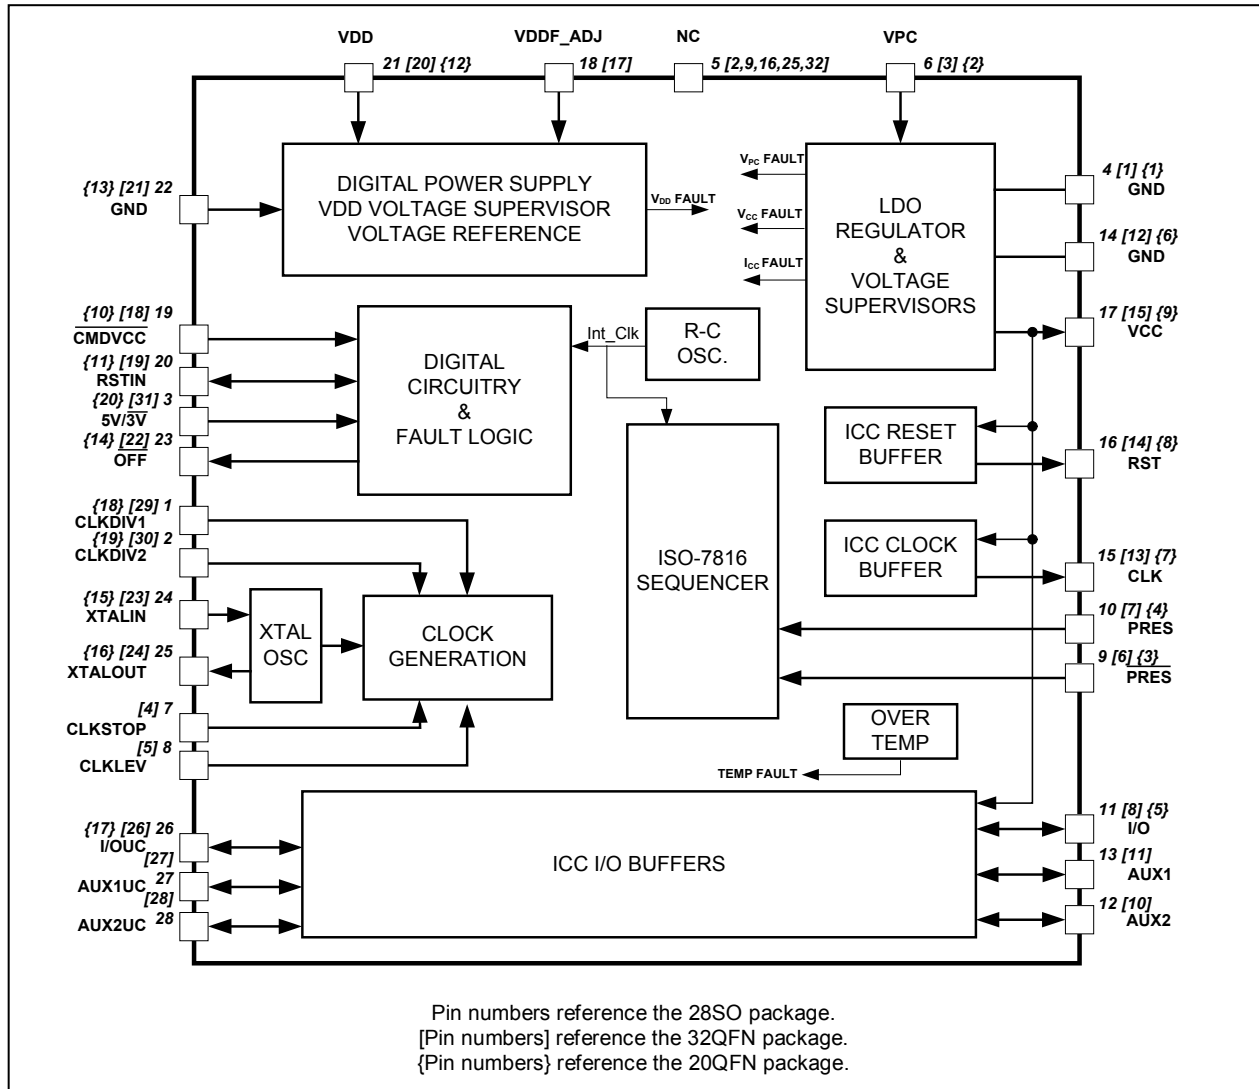 VDD
21 [20] {12}
VDDF_ADJ
18 [17]
NC
5 [2,9,16,25,32]
VPC
6 [3] {2}
{13} [21] 22
GND
DIGITAL POWER SUPPLY
VDD VOLTAGE SUPERVISOR
VOLTAGE REFERENCE
VDD FAULT
VPC FAULT
VCC FAULT
ICC FAULT
LDO
REGULATOR
&
VOLTAGE
SUPERVISORS
4 [1] {1}
GND
14 [12] {6}
GND
17 [15] {9}
VCC
{10} [18] 19
CMDVCC
{11} [19] 20
RSTIN
{20} [31] 3
5V/3V
{14} [22] 23
OFF
DIGITAL
CIRCUITRY
&
FAULT LOGIC
Int_Clk
R-C
OSC.
ICC RESET
BUFFER
16 [14] {8}
RST
{18} [29] 1
CLKDIV1
{19} [30] 2
CLKDIV2
{15} [23] 24
XTALIN
{16} [24] 25
XTALOUT
[4] 7
CLKSTOP
[5] 8
CLKLEV
XTAL
OSC
CLOCK
GENERATION
ISO-7816
SEQUENCER
ICC CLOCK
BUFFER
15 [13] {7}
CLK
10 [7] {4}
PRES
9 [6] {3}
PRES
OVER
TEMP
TEMP FAULT
{17} [26] 26
I/OUC
[27]
AUX1UC 27
[28]
AUX2UC 28
ICC I/O BUFFERS
11 [8] {5}
I/O
13 [11]
AUX1
12 [10]
AUX2
Pin numbers reference the 28SO package.
[Pin numbers] reference the 32QFN package.
{Pin numbers} reference the 20QFN package.